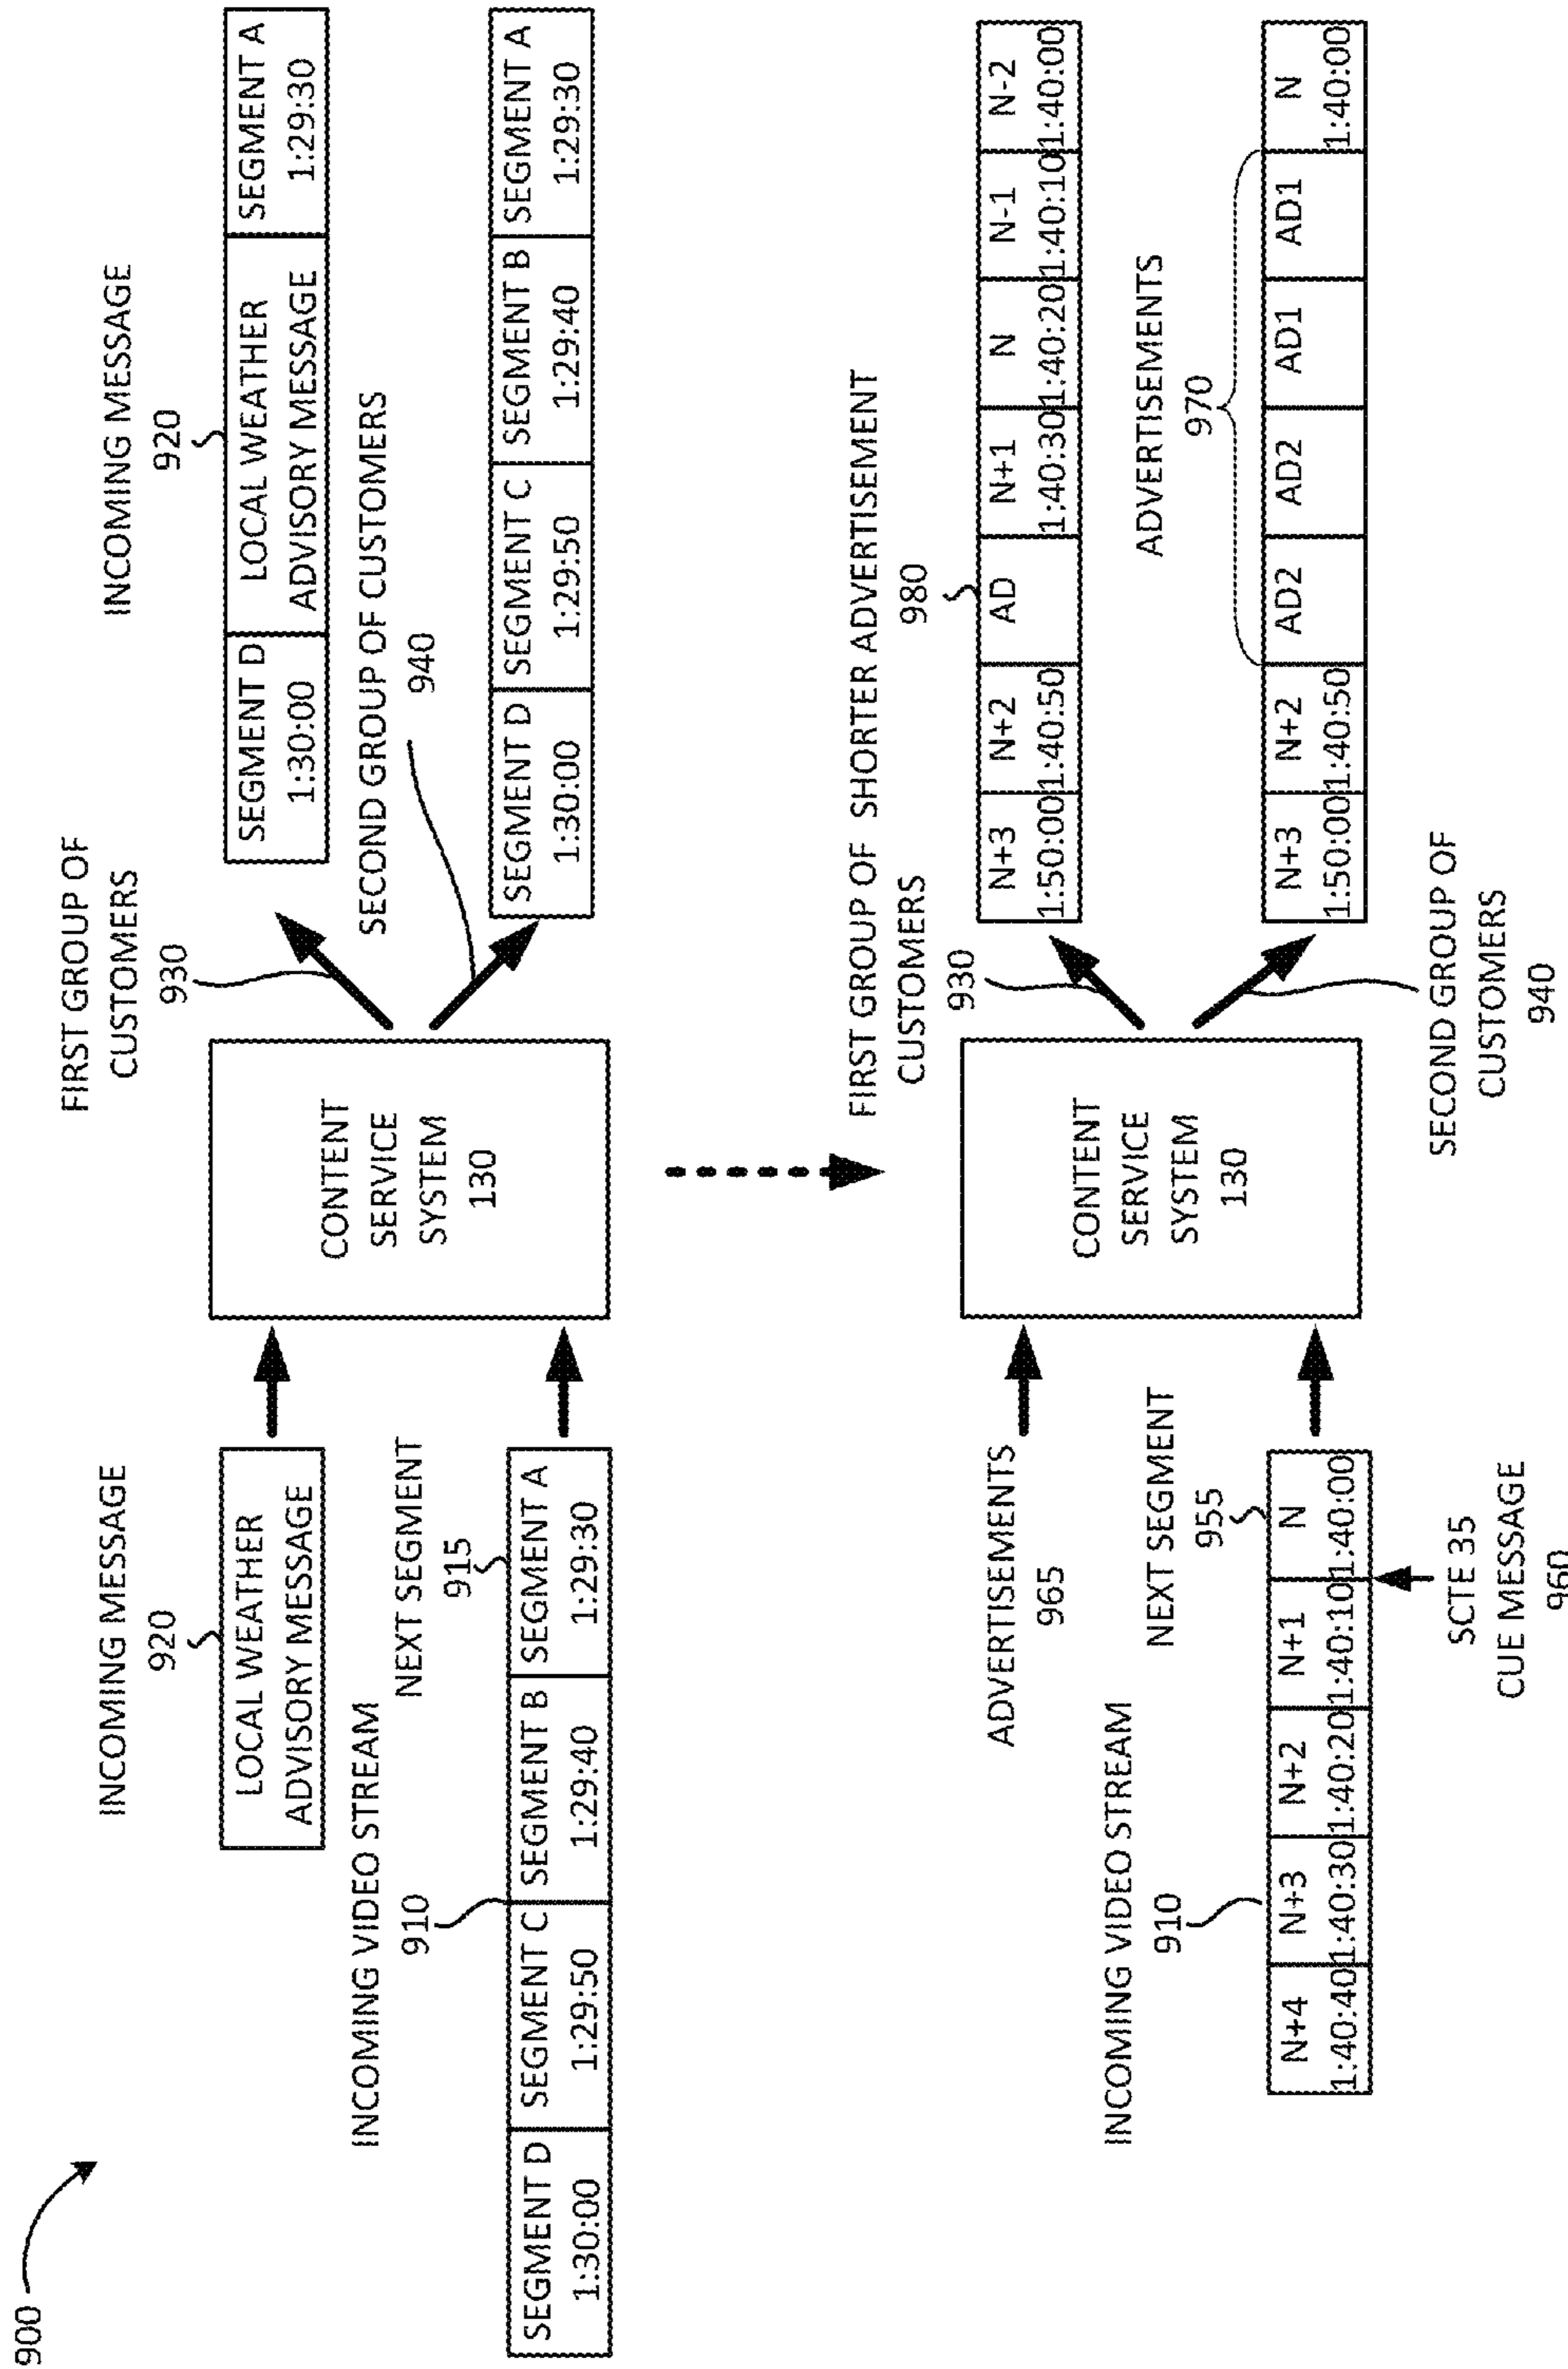 900
INCOMING MESSAGE
920
LOCAL WEATHER
ADVISORY MESSAGE
INCOMING VIDEO STREAM
910
NEXT SEGMENT
915
SEGMENT D
1:30:00
SEGMENT C
1:29:50
SEGMENT B
1:29:40
SEGMENT A
1:29:30
CONTENT
SERVICE
SYSTEM
130
FIRST GROUP OF
CUSTOMERS
930
INCOMING MESSAGE
920
SEGMENT D
1:30:00
LOCAL WEATHER
ADVISORY MESSAGE
SEGMENT A
1:29:30
SECOND GROUP OF CUSTOMERS
940
SEGMENT D
1:30:00
SEGMENT C
1:29:50
SEGMENT B
1:29:40
SEGMENT A
1:29:30
ADVERTISEMENTS
965
INCOMING VIDEO STREAM
910
NEXT SEGMENT
955
N+4
1:40:40
N+3
1:40:30
N+2
1:40:20
N+1
1:40:10
N
1:40:00
SCTE 35
CUE MESSAGE
960
CONTENT
SERVICE
SYSTEM
130
FIRST GROUP OF
CUSTOMERS
930
SHORTER ADVERTISEMENT
980
N+3
1:50:00
N+2
1:40:50
AD
N+1
1:40:30
N
1:40:20
N-1
1:40:10
N-2
1:40:00
ADVERTISEMENTS
970
N+3
1:50:00
N+2
1:40:50
AD2
AD2
AD1
AD1
N
1:40:00
SECOND GROUP OF
CUSTOMERS
940